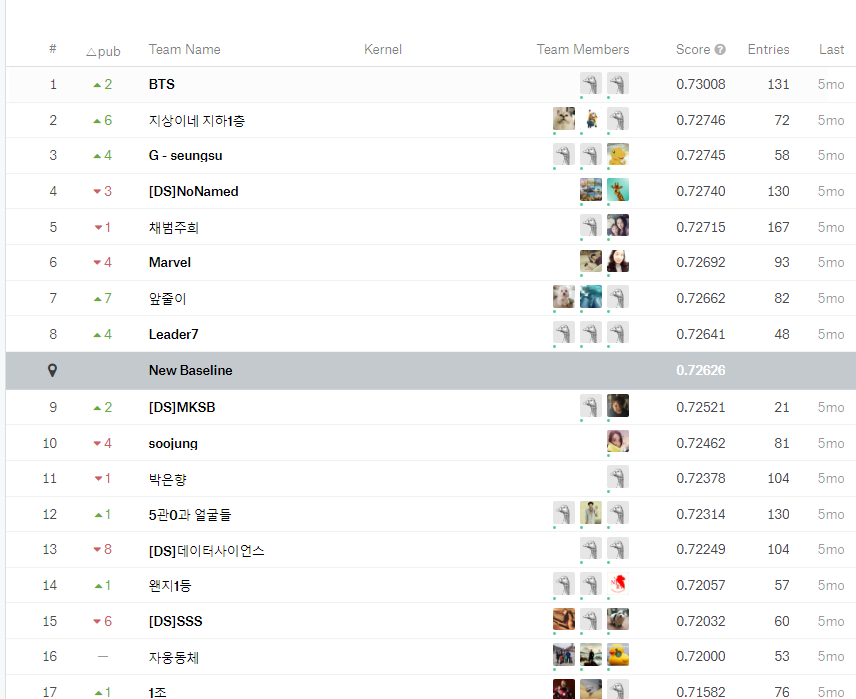 # △pub Team Name Kernel Team Members Score ? Entries Last
1 ▲2 BTS 0.73008 131 5mo
2 ▲6 지상이네 지하1층 0.72746 72 5mo
3 ▲4 G - seungsu 0.72745 58 5mo
4 ▼3 [DS]NoNamed 0.72740 130 5mo
5 ▼1 채범주희 0.72715 167 5mo
6 ▼4 Marvel 0.72692 93 5mo
7 ▲7 앞줄이 0.72662 82 5mo
8 ▲4 Leader7 0.72641 48 5mo
New Baseline 0.72626
9 ▲2 [DS]MKSB 0.72521 21 5mo
10 ▼4 soojung 0.72462 81 5mo
11 ▼1 박은향 0.72378 104 5mo
12 ▲1 5관0과 얼굴들 0.72314 130 5mo
13 ▼8 [DS]데이터사이언스 0.72249 104 5mo
14 ▲1 왠지1등 0.72057 57 5mo
15 ▼6 [DS]SSS 0.72032 60 5mo
16 — 자웅동체 0.72000 53 5mo
17 ▲1 1조 0.71582 76 5mo